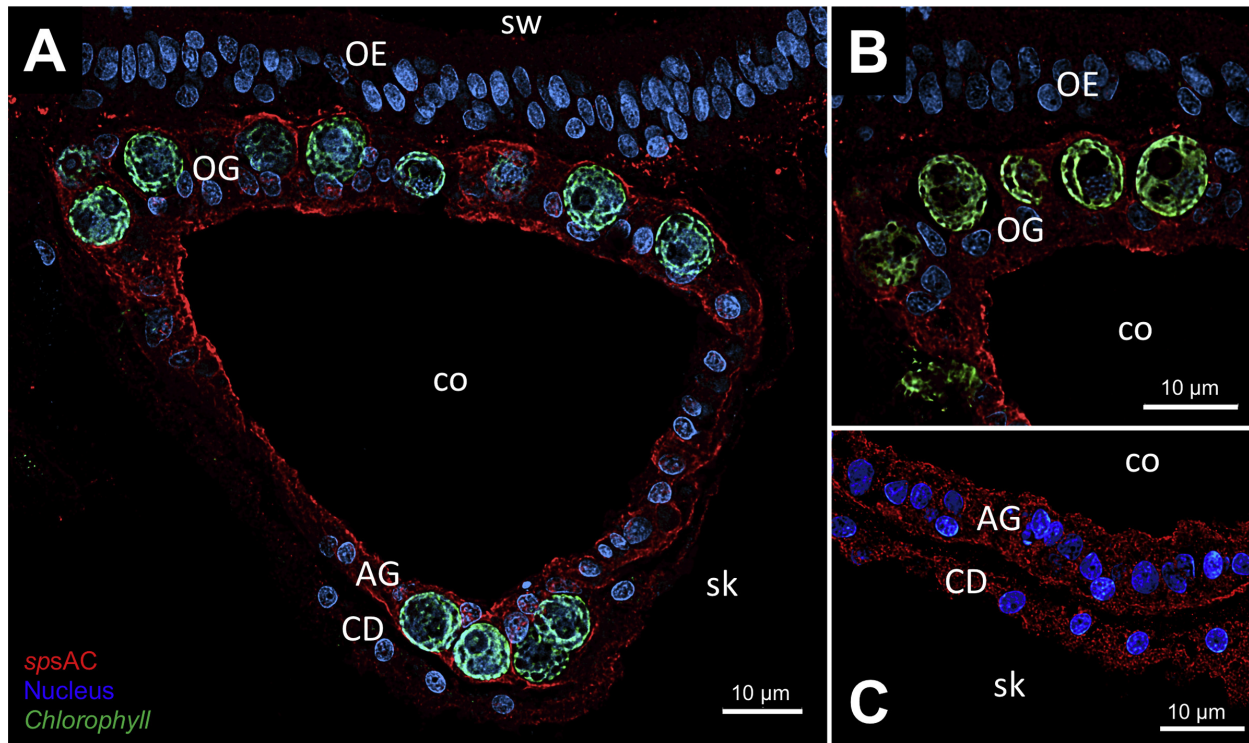 A
sw
OE
OG
co
AG
CD
sk
spsAC
Nucleus
Chlorophyll
10 µm
B
OE
OG
co
10 µm
co
AG
CD
sk
C
10 µm